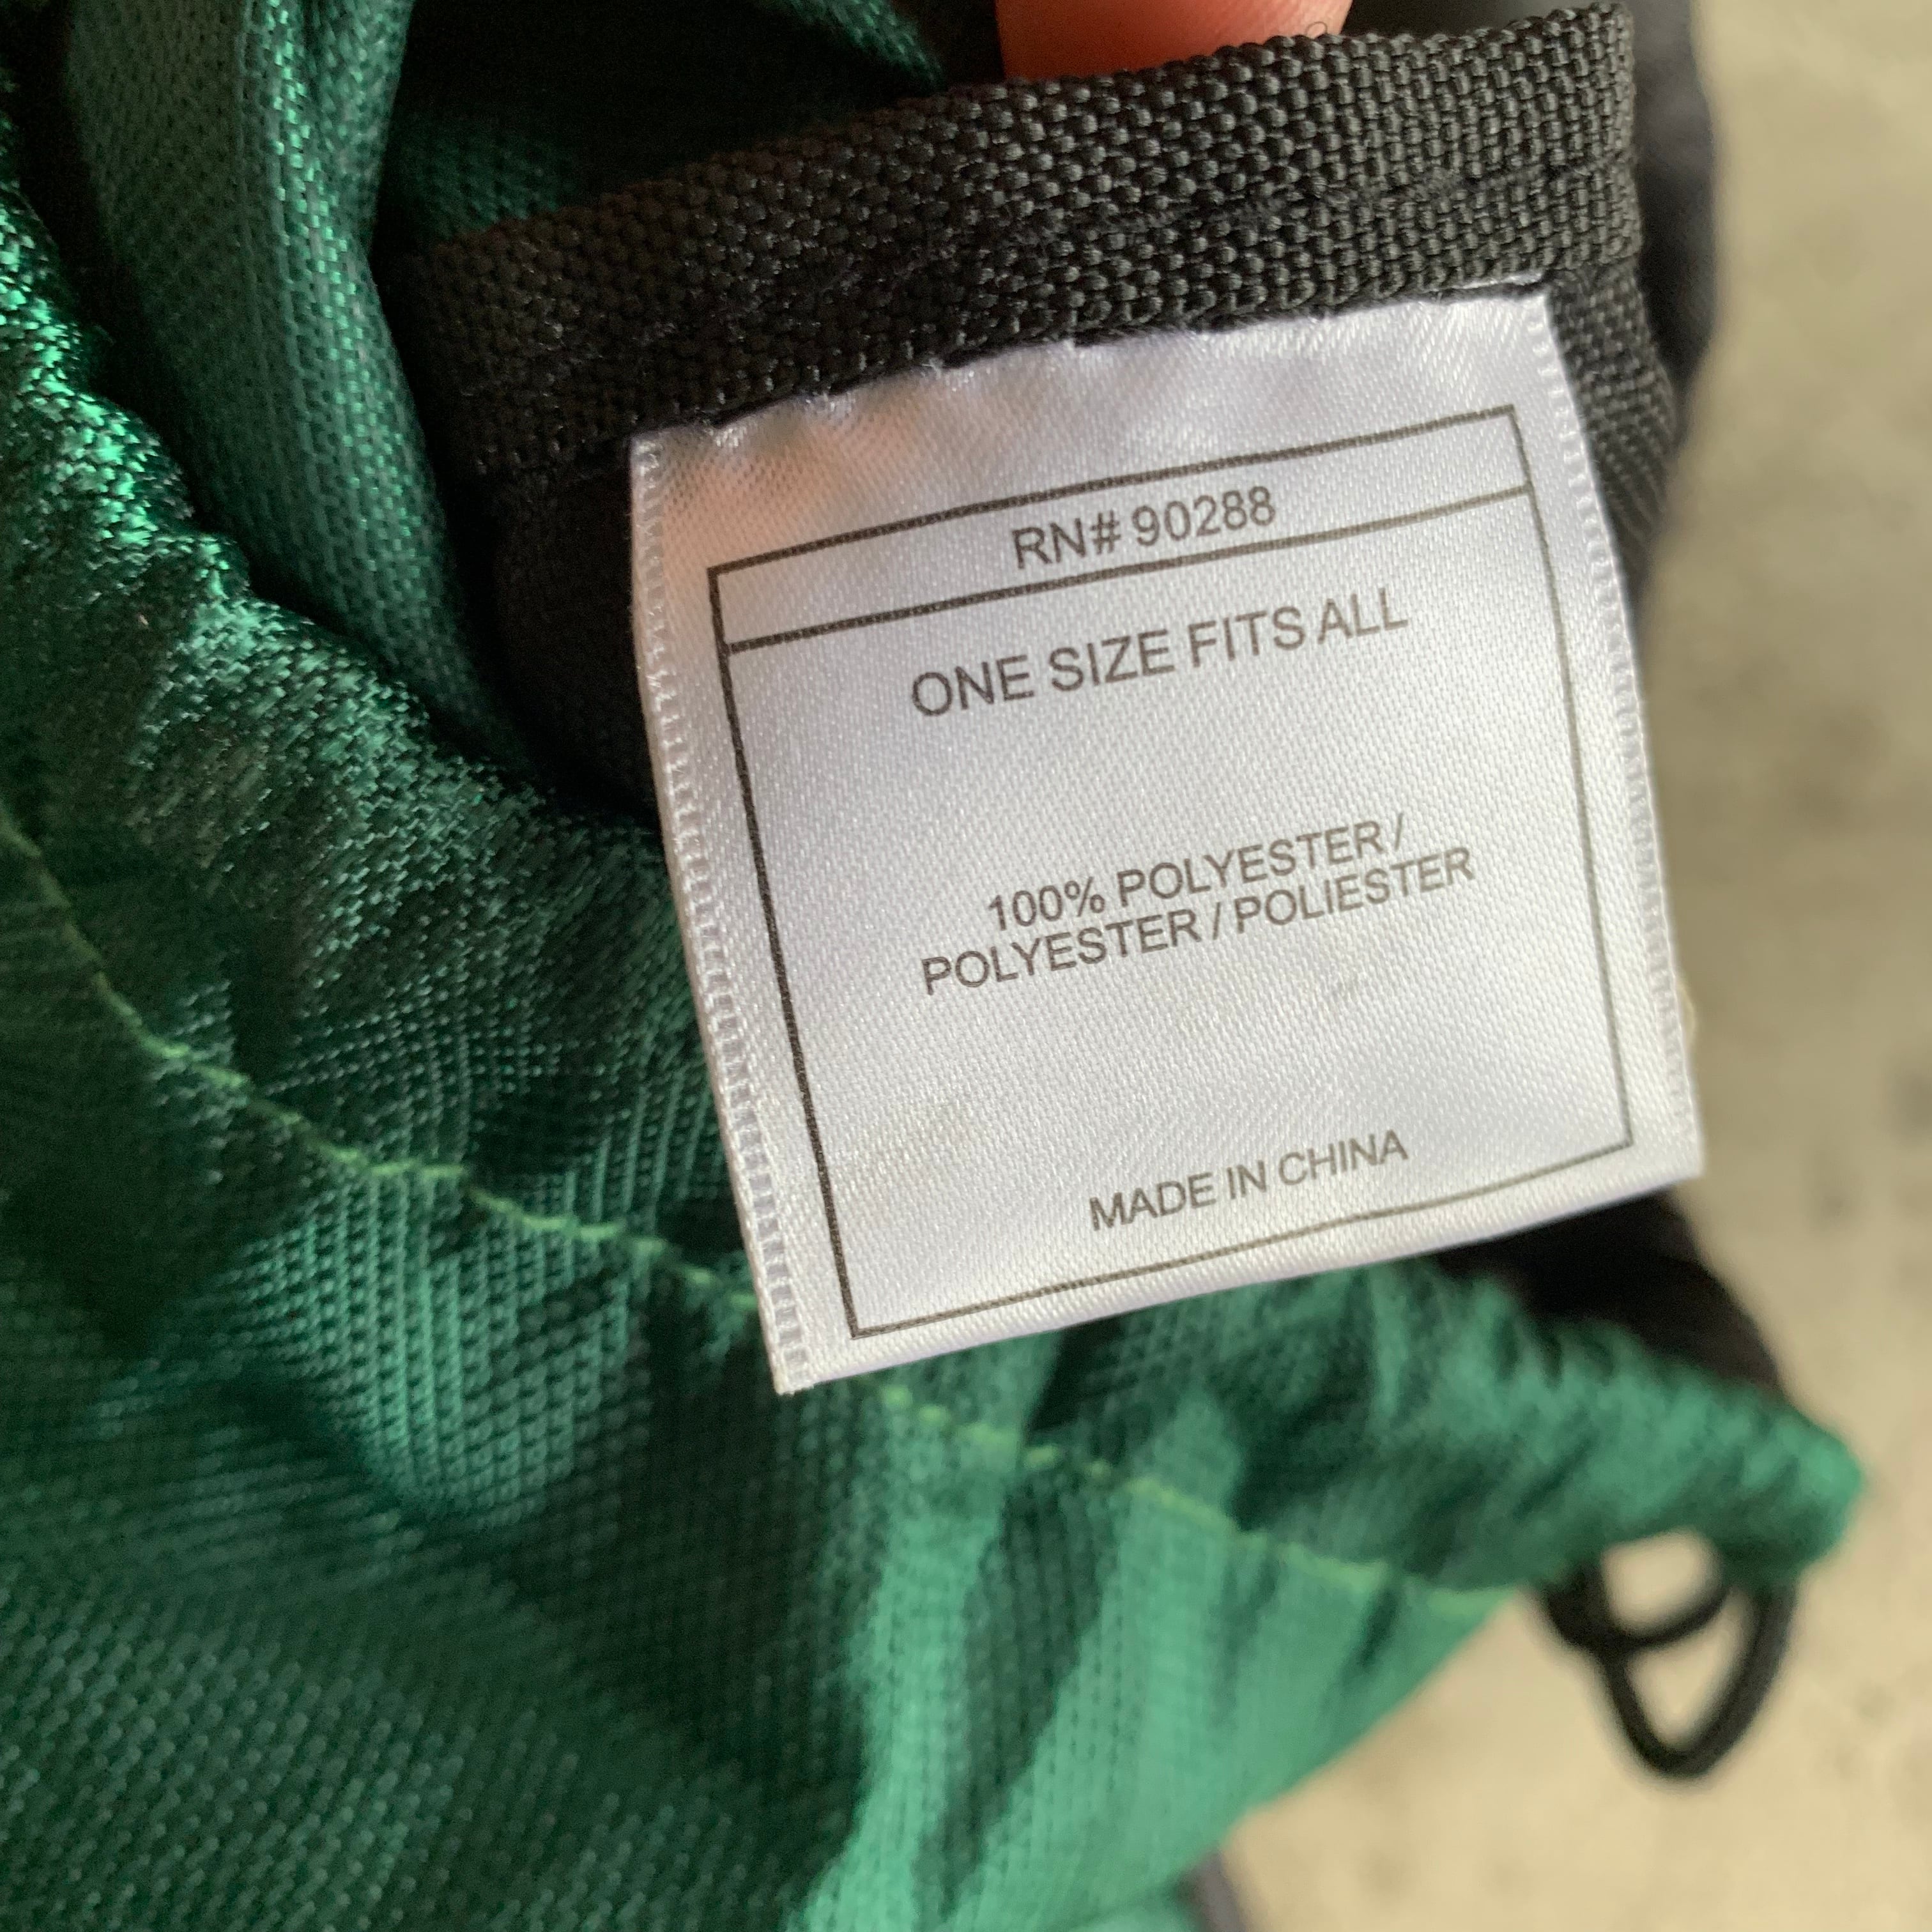 RN# 90288
ONE SIZE FITS ALL
100% POLYESTER /
POLYESTER / POLIESTER
MADE IN CHINA